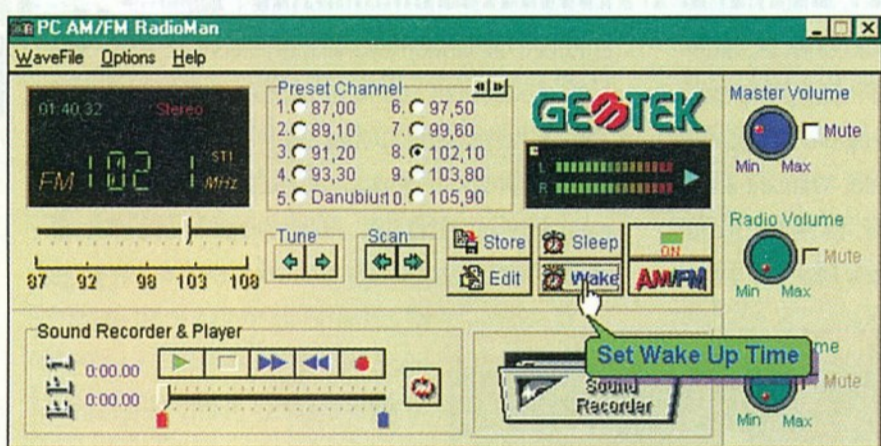 PC AM/FM RadioMan
WaveFile Options Help
01:40:32 Stereo
FM 102 1 ST1 MHz
87 92 98 103 108
Preset Channel
1. 87,00 6. 97,50
2. 89,10 7. 99,60
3. 91,20 8. 102,10
4. 93,30 9. 103,80
5. Danubiu 10. 105,90
Tune
Scan
GEOTEK
L
R
Store
Sleep
ON
Edit
Wake
AM/FM
Set Wake Up Time
Master Volume
Mute
Min Max
Radio Volume
Mute
Min Max
me
Mute
Min Max
Sound Recorder & Player
0:00.00
0:00.00
Sound
Recorder